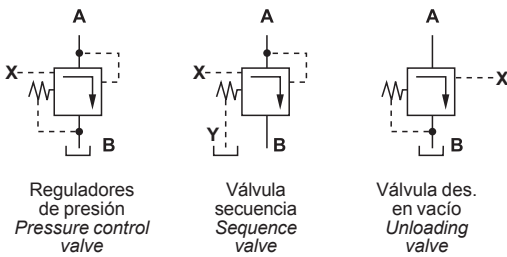 A A A
X X X
Y B B B
Reguladores de presión
Pressure control valve
Válvula secuencia
Sequence valve
Válvula des. en vacío
Unloading valve